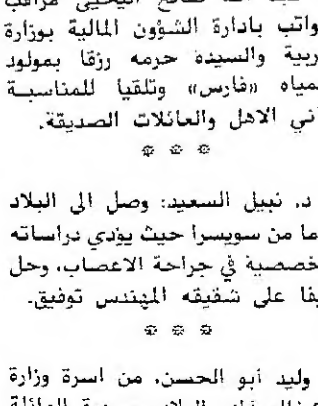 صالح اليحيى مراقب
واتب بادارة الشؤون المالية بوزارة
ربية والسيدة حرمه رزقا بمولود
مياه «فارس» وتلقيا للمناسبة
اني الاهل والعائلات الصديقة.
د. نبيل السعيد: وصل الى البلاد
ما من سويسرا حيث يؤدي دراساته
خصصية في جراحة الاعصاب. وحل
يفا على شقيقه المهندس توفيق.
وليد أبو الحسن. من اسرة وزارة